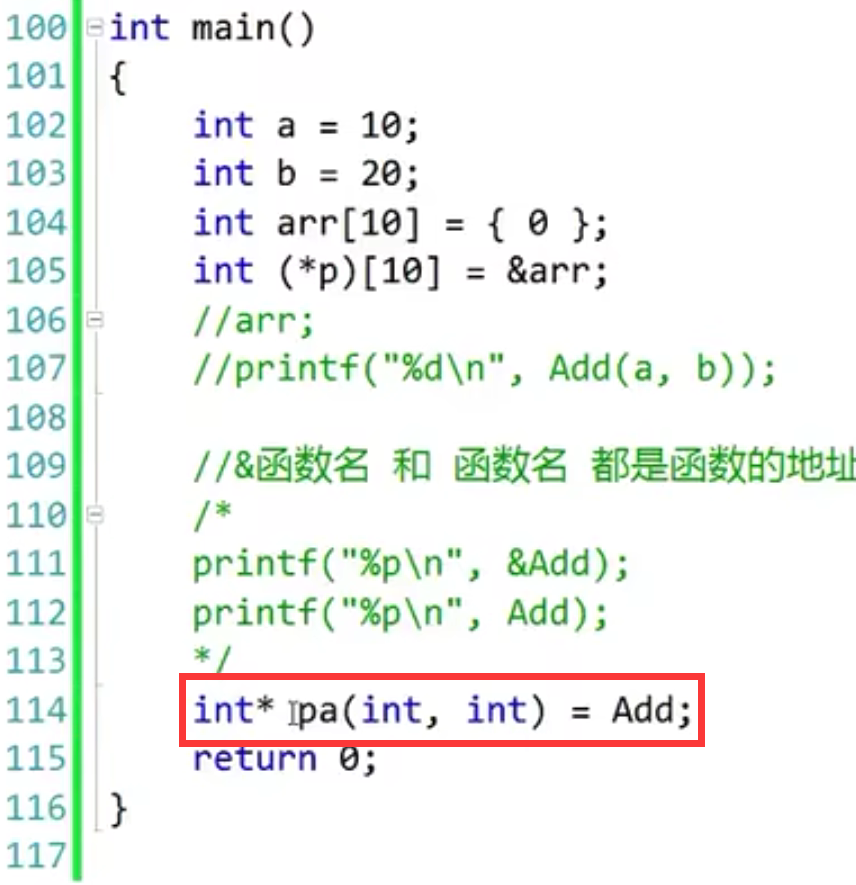 100 int main()
101 {
102 int a = 10;
103 int b = 20;
104 int arr[10] = { 0 };
105 int (*p)[10] = &arr;
106 //arr;
107 //printf("%d\n", Add(a, b));
108
109 //&函数名 和 函数名 都是函数的地址
110 /*
111 printf("%p\n", &Add);
112 printf("%p\n", Add);
113 */
114 int* pa(int, int) = Add;
115 return 0;
116 }
117